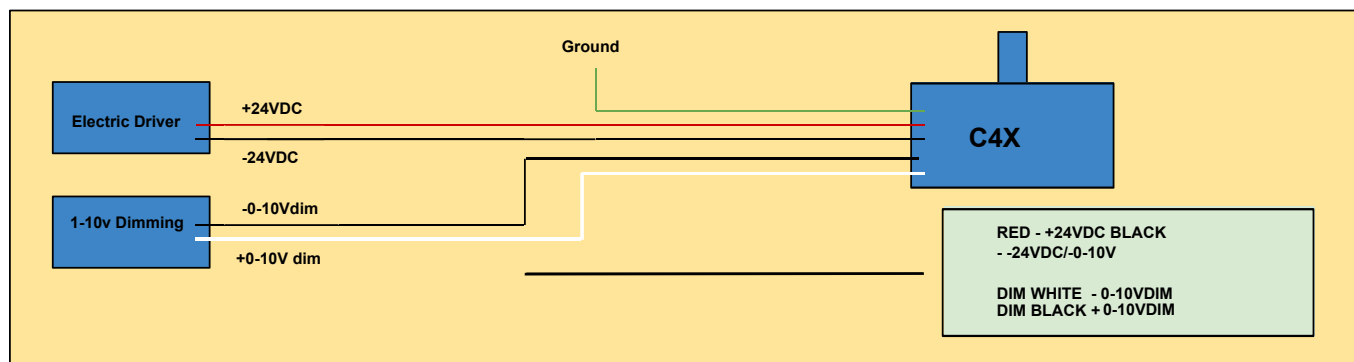 Ground
+24VDC
Electric Driver
C4X
-24VDC
-0-10Vdim
1-10v Dimming
+0-10V dim
RED - +24VDC BLACK
- -24VDC/-0-10V
DIM WHITE - 0-10VDIM
DIM BLACK + 0-10VDIM